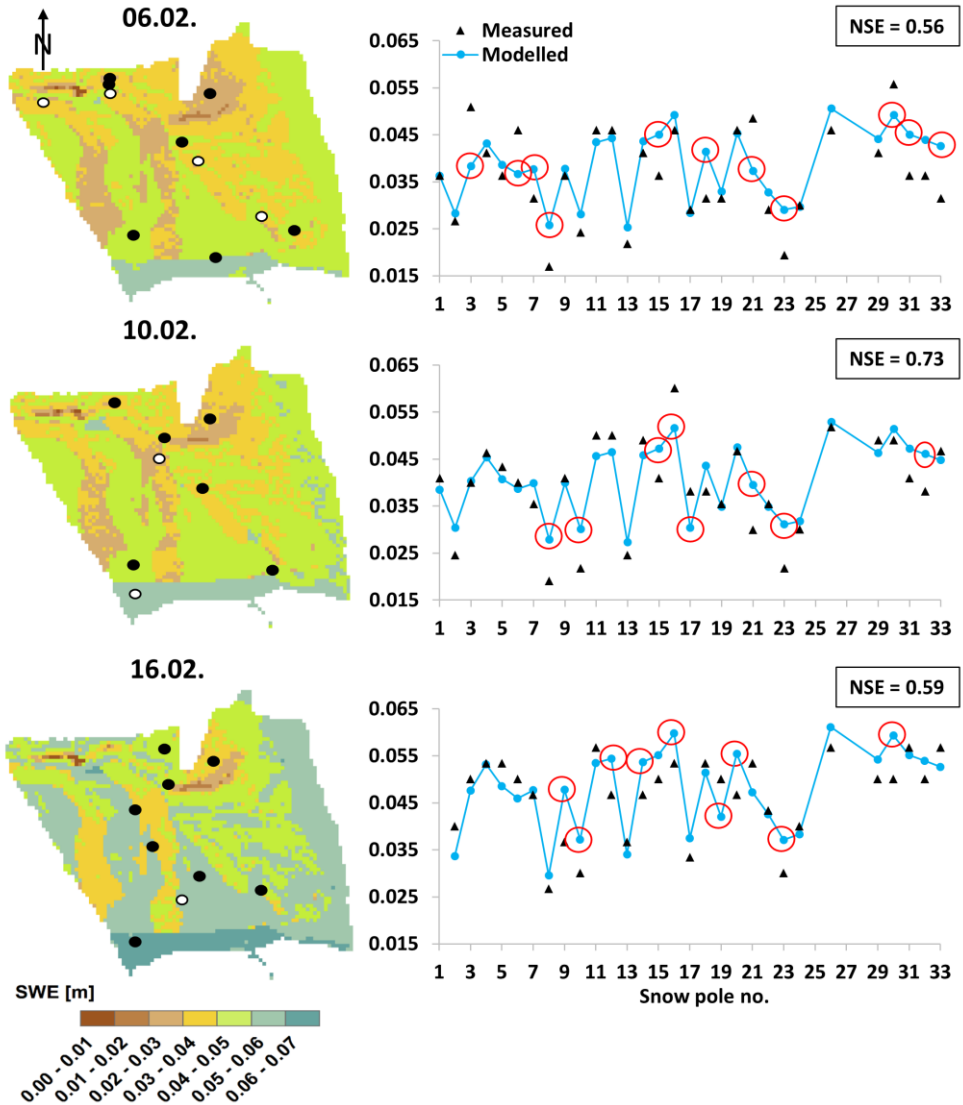 06.02.
N
NSE = 0.56
Measured
Modelled
0.065
0.055
0.045
0.035
0.025
0.015
1 3 5 7 9 11 13 15 17 19 21 23 25 27 29 31 33
10.02.
NSE = 0.73
0.065
0.055
0.045
0.035
0.025
0.015
1 3 5 7 9 11 13 15 17 19 21 23 25 27 29 31 33
16.02.
NSE = 0.59
0.065
0.055
0.045
0.035
0.025
0.015
1 3 5 7 9 11 13 15 17 19 21 23 25 27 29 31 33
Snow pole no.
SWE [m]
0.00 - 0.01
0.01 - 0.02
0.02 - 0.03
0.03 - 0.04
0.04 - 0.05
0.05 - 0.06
0.06 - 0.07